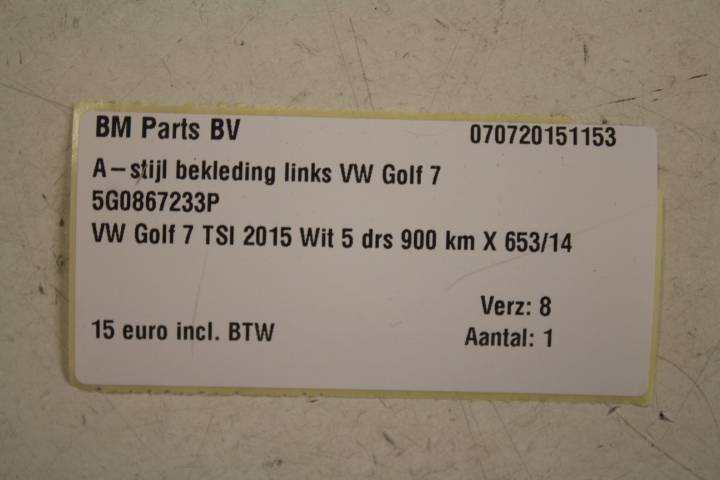 BM Parts BV 070720151153
A-stijl bekleding links VW Golf 7
5G0867233P
VW Golf 7 TSI 2015 Wit 5 drs 900 km X 653/14
Verz: 8
15 euro incl. BTW Aantal: 1